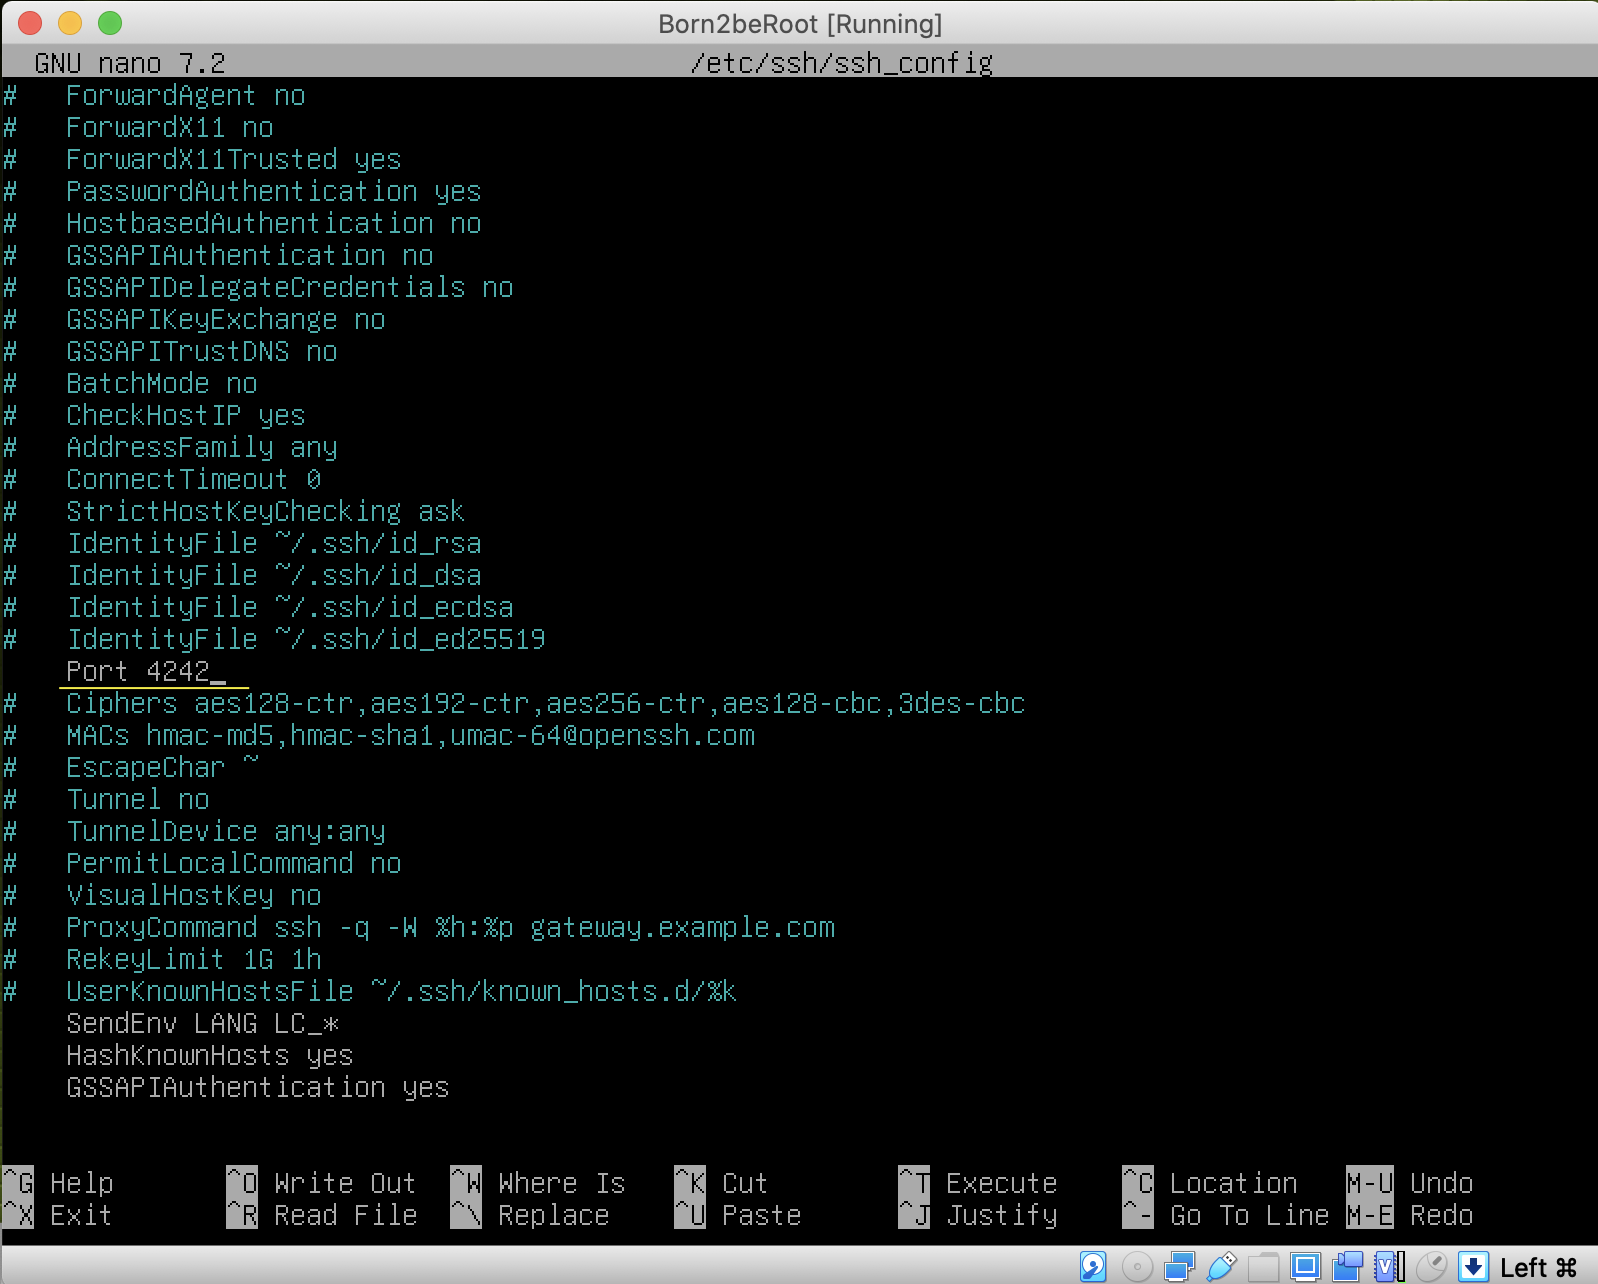 Born2beRoot [Running]
GNU nano 7.2 /etc/ssh/ssh_config
#   ForwardAgent no
#   ForwardX11 no
#   ForwardX11Trusted yes
#   PasswordAuthentication yes
#   HostbasedAuthentication no
#   GSSAPIAuthentication no
#   GSSAPIDelegateCredentials no
#   GSSAPIKeyExchange no
#   GSSAPITrustDNS no
#   BatchMode no
#   CheckHostIP yes
#   AddressFamily any
#   ConnectTimeout 0
#   StrictHostKeyChecking ask
#   IdentityFile ~/.ssh/id_rsa
#   IdentityFile ~/.ssh/id_dsa
#   IdentityFile ~/.ssh/id_ecdsa
#   IdentityFile ~/.ssh/id_ed25519
    Port 4242
#   Ciphers aes128-ctr,aes192-ctr,aes256-ctr,aes128-cbc,3des-cbc
#   MACs hmac-md5,hmac-sha1,umac-64@openssh.com
#   EscapeChar ~
#   Tunnel no
#   TunnelDevice any:any
#   PermitLocalCommand no
#   VisualHostKey no
#   ProxyCommand ssh -q -W %h:%p gateway.example.com
#   RekeyLimit 1G 1h
#   UserKnownHostsFile ~/.ssh/known_hosts.d/%k
    SendEnv LANG LC_*
    HashKnownHosts yes
    GSSAPIAuthentication yes
^G Help ^O Write Out ^W Where Is ^K Cut ^T Execute ^C Location M-U Undo
^X Exit ^R Read File ^\ Replace ^U Paste ^J Justify ^- Go To Line M-E Redo
Left ⌘